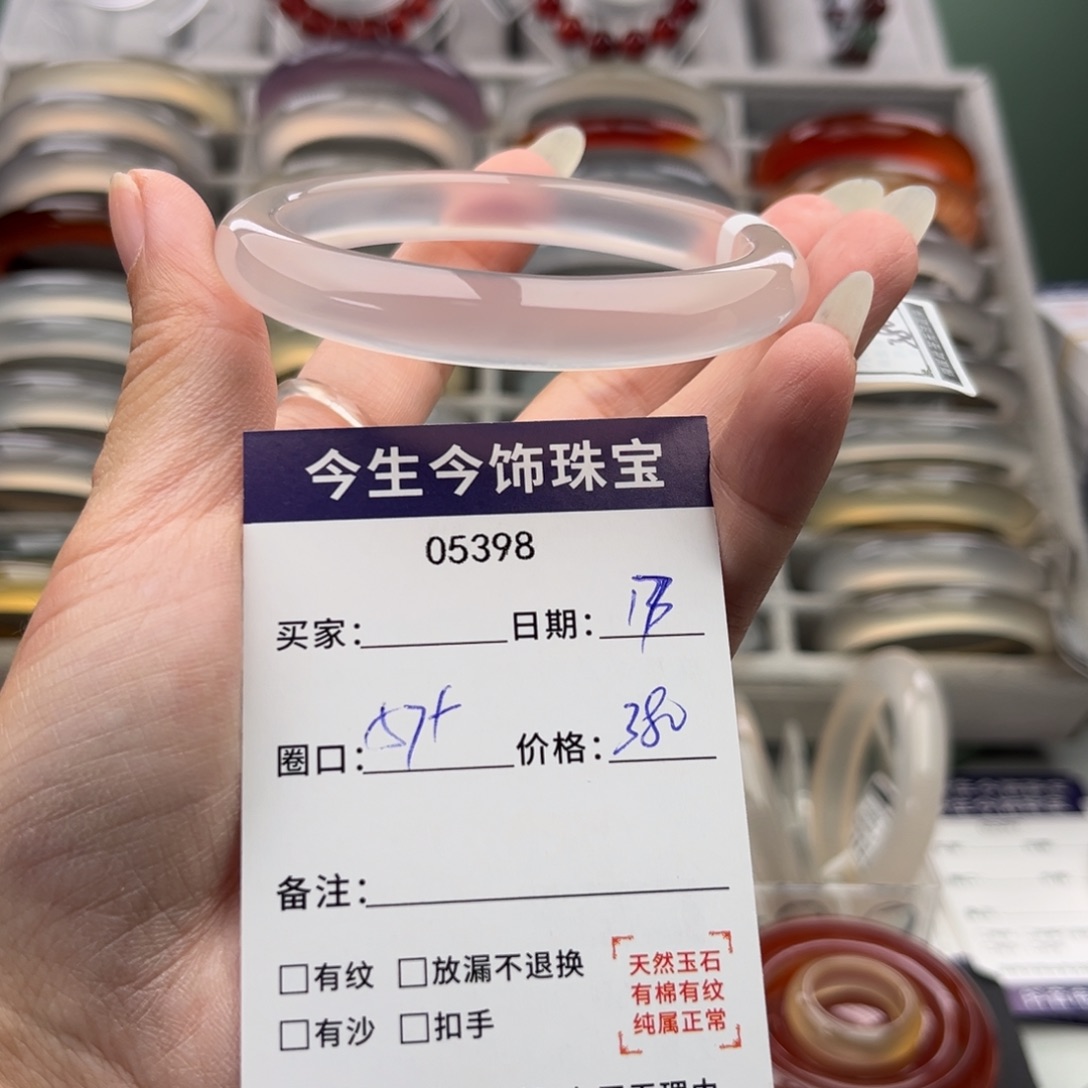 今生今饰珠宝
05398
买家: 日期:
圈口: 57+ 价格: 380
备注:
□有纹 □放漏不退换
□有沙 □扣手
天然玉石
有棉有纹
纯属正常